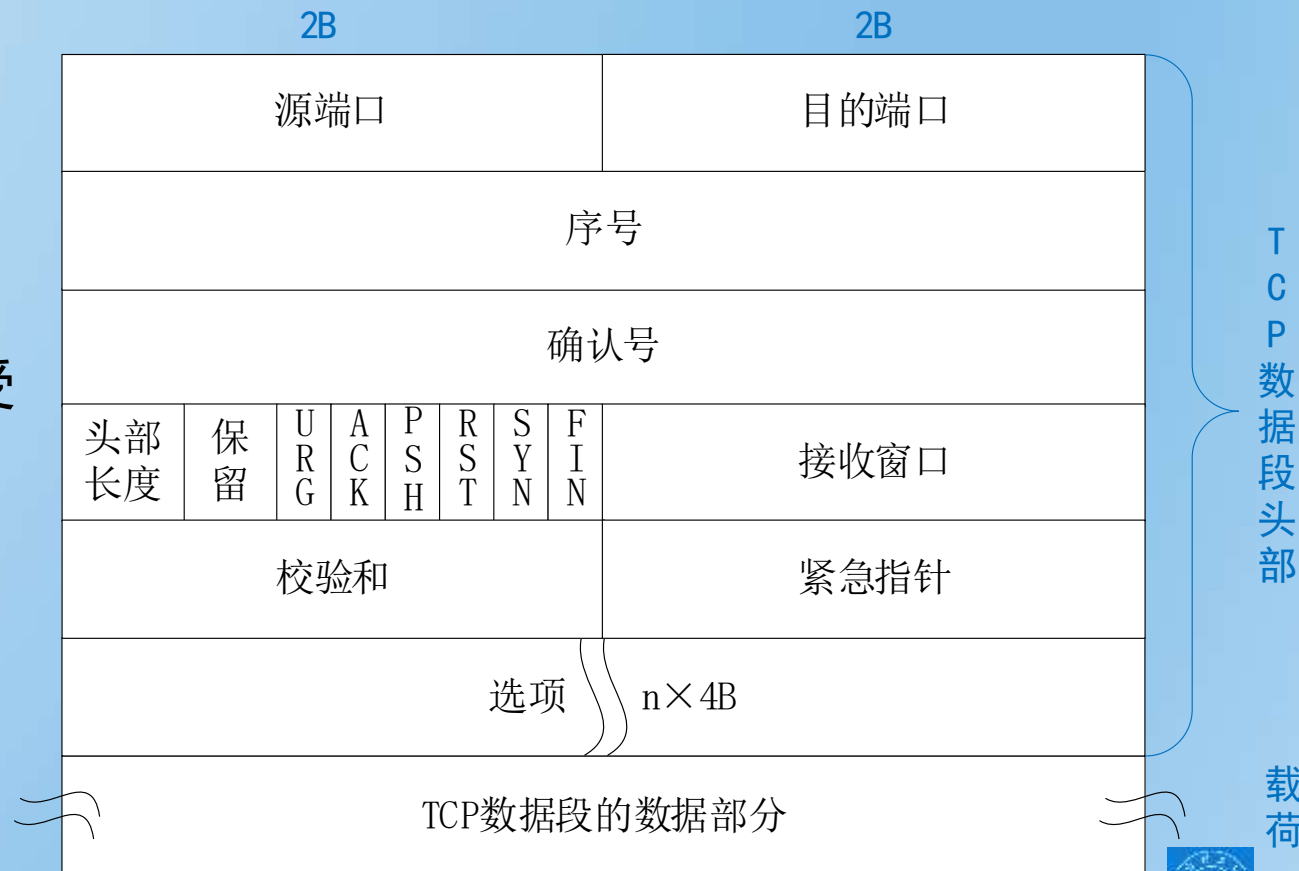 2B 2B
源端口 目的端口
序号
确认号
头部长度 保留 URG ACK PSH RST SYN FIN 接收窗口
校验和 紧急指针
选项 n×4B
TCP数据段的数据部分
TCP数据段头部
载荷